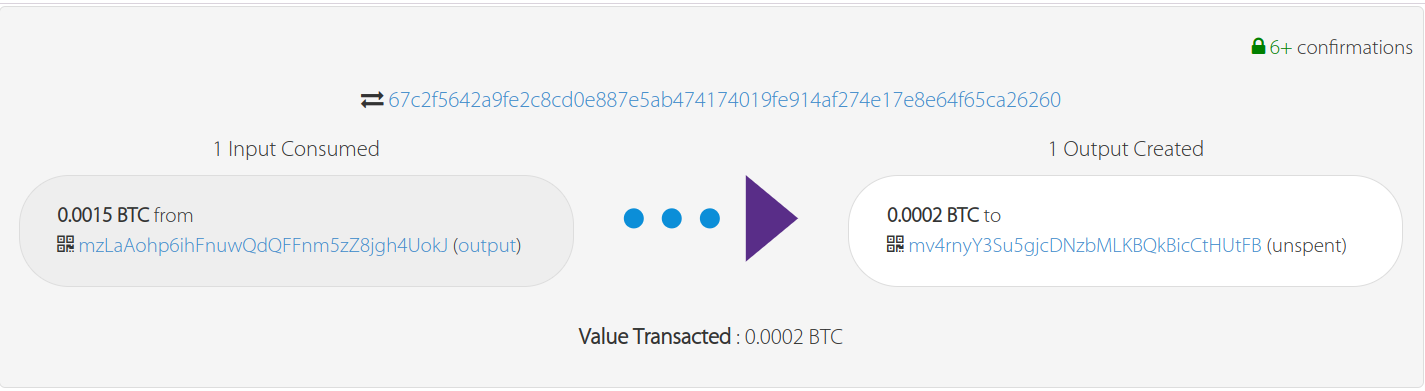 6+ confirmations
67c2f5642a9fe2c8cd0e887e5ab474174019fe914af274e17e8e64f65ca26260
1 Input Consumed
0.0015 BTC from
mzLaAohp6ihFnuwQdQFFnm5zZ8jgh4UokJ (output)
1 Output Created
0.0002 BTC to
mv4rnyY3Su5gjcDNzbMLKBQkBicCtHUtFB (unspent)
Value Transacted : 0.0002 BTC